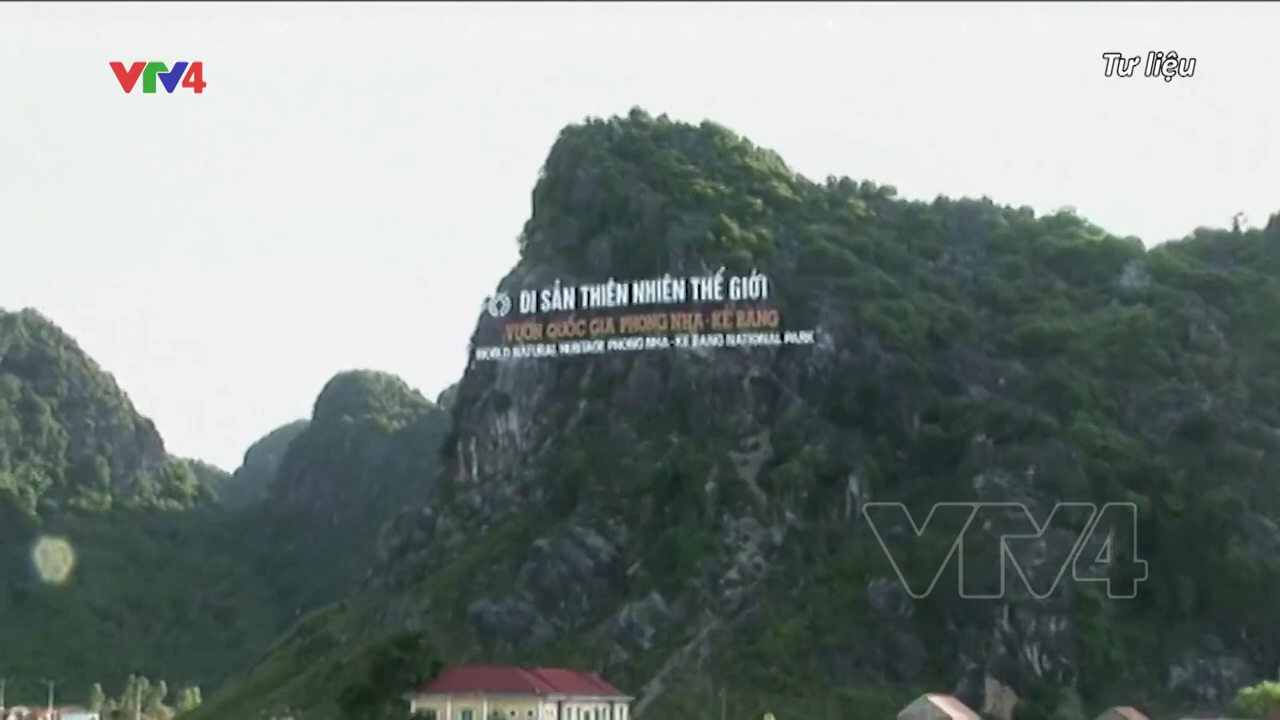 VTV4
Tư liệu
DI SẢN THIÊN NHIÊN THẾ GIỚI
VƯỜN QUỐC GIA PHONG NHA - KẺ BÀNG
WORLD NATURAL HERITAGE PHONG NHA - KE BANG NATIONAL PARK
VTV4